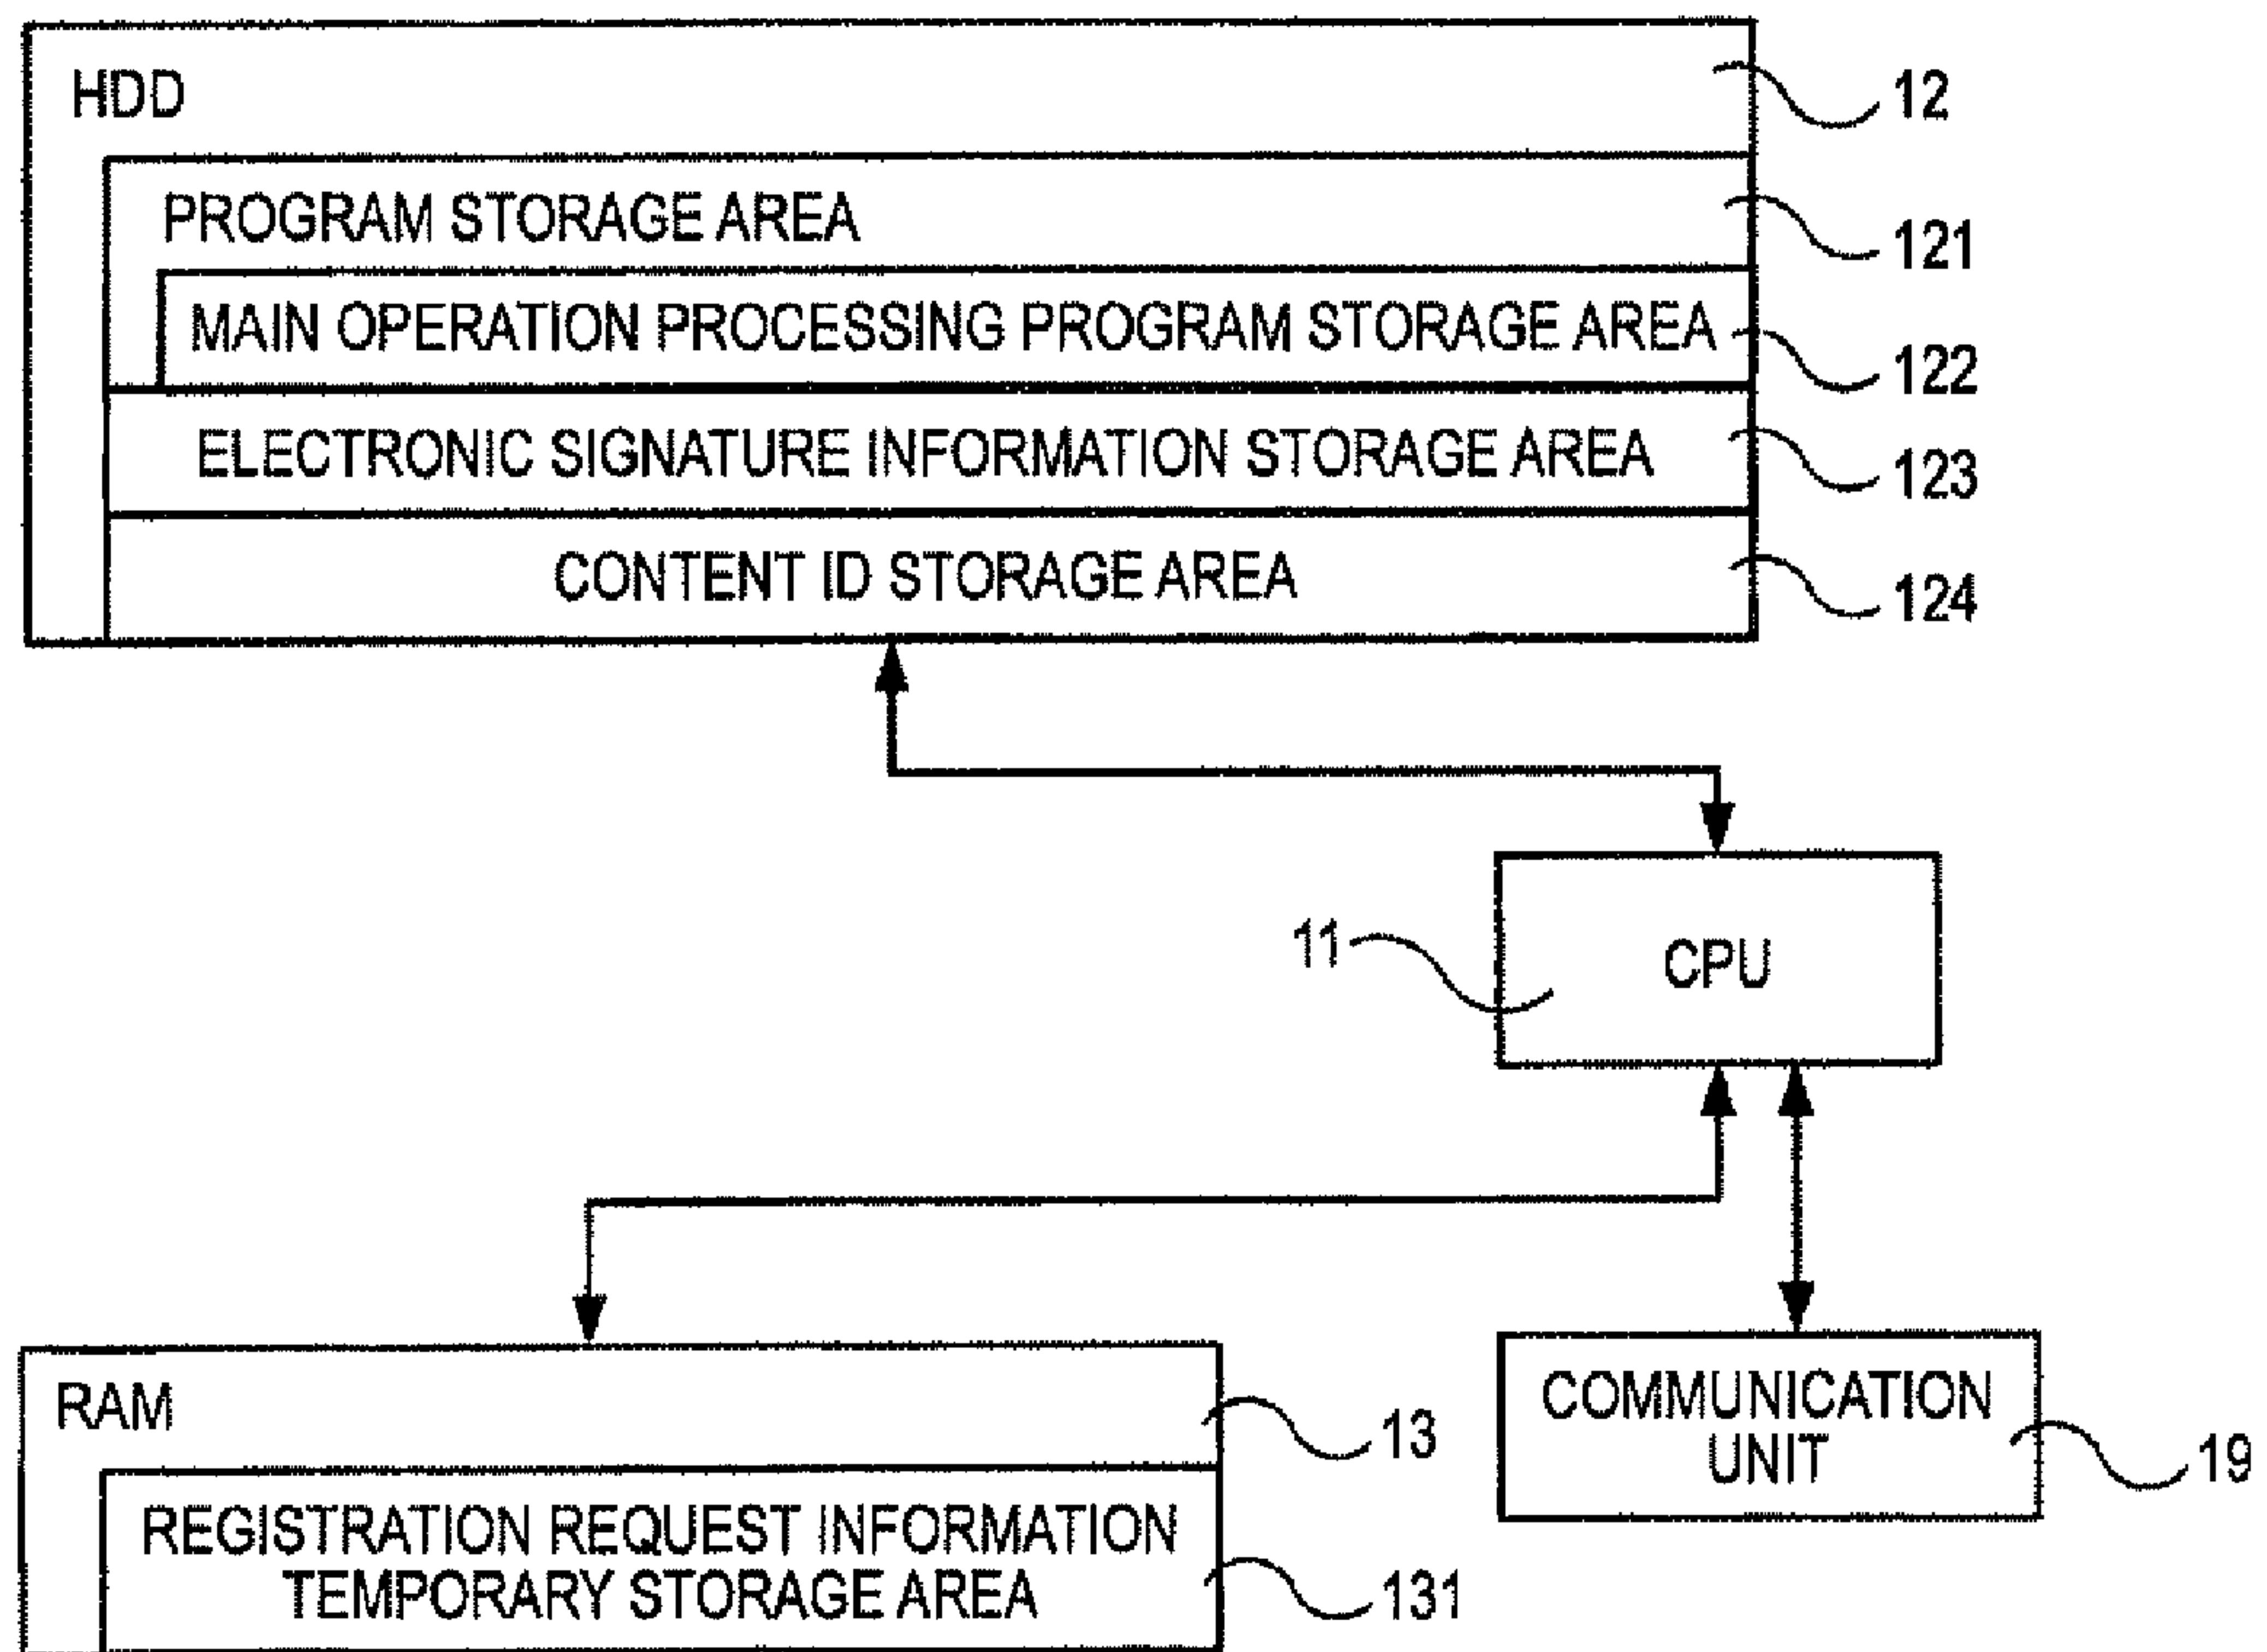 HDD
12
PROGRAM STORAGE AREA
121
MAIN OPERATION PROCESSING PROGRAM STORAGE AREA
122
ELECTRONIC SIGNATURE INFORMATION STORAGE AREA
123
CONTENT ID STORAGE AREA
124
11
CPU
RAM
13
REGISTRATION REQUEST INFORMATION
TEMPORARY STORAGE AREA
131
COMMUNICATION
UNIT
19